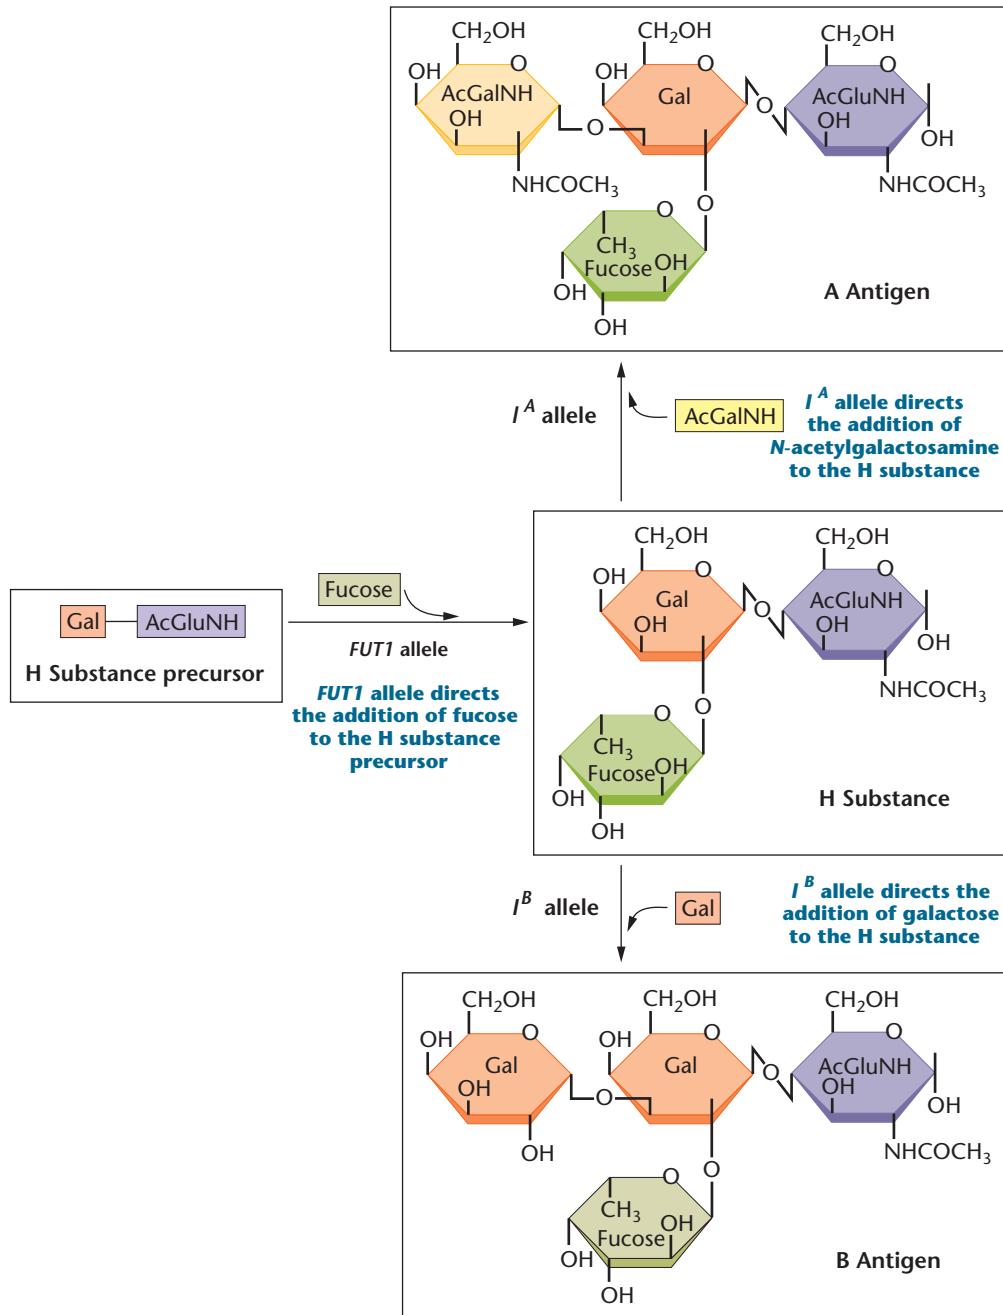 CH₂OH CH₂OH CH₂OH
O O O
OH OH
AcGalNH Gal AcGluNH
OH O OH
O OH
NHCOCH₃ NHCOCH₃
O
O
CH₃
Fucose OH
OH
OH
A Antigen
I^A allele
AcGalNH
I^A allele directs
the addition of
N-acetylgalactosamine
to the H substance
CH₂OH CH₂OH
O O
OH
Gal AcGluNH
OH O OH
OH
NHCOCH₃
O
O
CH₃
Fucose OH
OH
OH
H Substance
Gal AcGluNH
H Substance precursor
Fucose
FUT1 allele
FUT1 allele directs
the addition of fucose
to the H substance
precursor
I^B allele
Gal
I^B allele directs the
addition of galactose
to the H substance
CH₂OH CH₂OH CH₂OH
O O O
OH OH
Gal Gal AcGluNH
OH O O OH
OH OH
NHCOCH₃
O
O
CH₃
Fucose OH
OH
OH
B Antigen